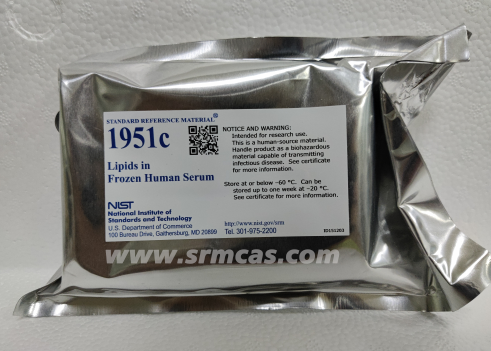 STANDARD REFERENCE MATERIAL®
1951c
Lipids in
Frozen Human Serum
NIST
National Institute of
Standards and Technology
U.S. Department of Commerce
100 Bureau Drive, Gaithersburg, MD 20899
NOTICE AND WARNING:
Intended for research use.
This is a human-source material.
Handle product as a biohazardous
material capable of transmitting
infectious disease. See certificate
for more information.
Store at or below −60 °C. Can be
stored up to one week at −20 °C.
See certificate for more information.
http://www.nist.gov/srm
Tel. 301-975-2200
www.srmcas.com